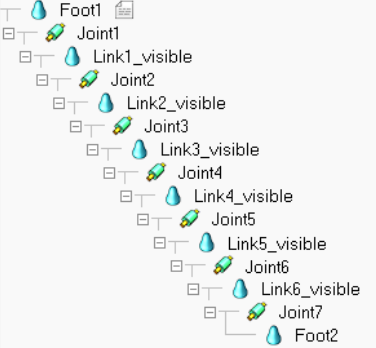 Foot1
Joint1
Link1_visible
Joint2
Link2_visible
Joint3
Link3_visible
Joint4
Link4_visible
Joint5
Link5_visible
Joint6
Link6_visible
Joint7
Foot2